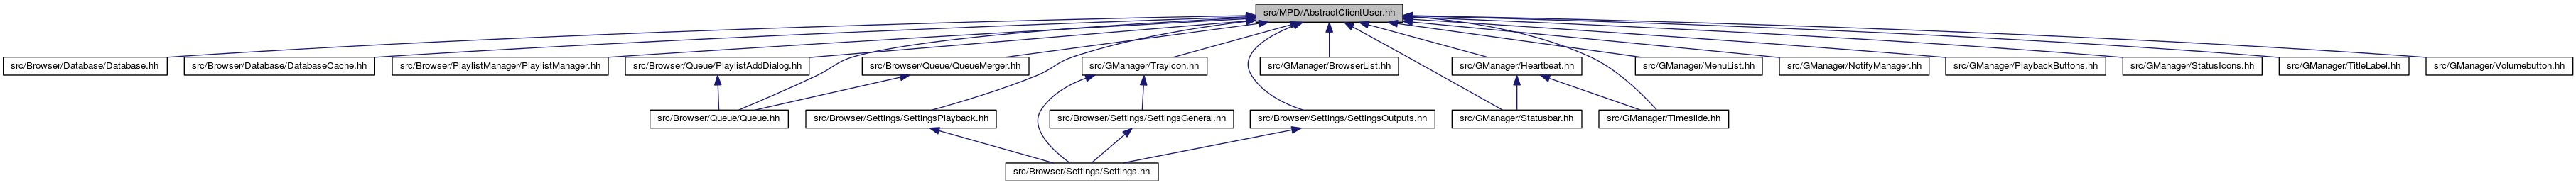 src/MPD/AbstractClientUser.hh
src/Browser/Database/Database.hh
src/Browser/Database/DatabaseCache.hh
src/Browser/PlaylistManager/PlaylistManager.hh
src/Browser/Queue/PlaylistAddDialog.hh
src/Browser/Queue/QueueMerger.hh
src/GManager/Trayicon.hh
src/GManager/BrowserList.hh
src/GManager/Heartbeat.hh
src/GManager/MenuList.hh
src/GManager/NotifyManager.hh
src/GManager/PlaybackButtons.hh
src/GManager/StatusIcons.hh
src/GManager/TitleLabel.hh
src/GManager/Volumebutton.hh
src/Browser/Queue/Queue.hh
src/Browser/Settings/SettingsPlayback.hh
src/Browser/Settings/SettingsGeneral.hh
src/Browser/Settings/SettingsOutputs.hh
src/GManager/Statusbar.hh
src/GManager/Timeslide.hh
src/Browser/Settings/Settings.hh